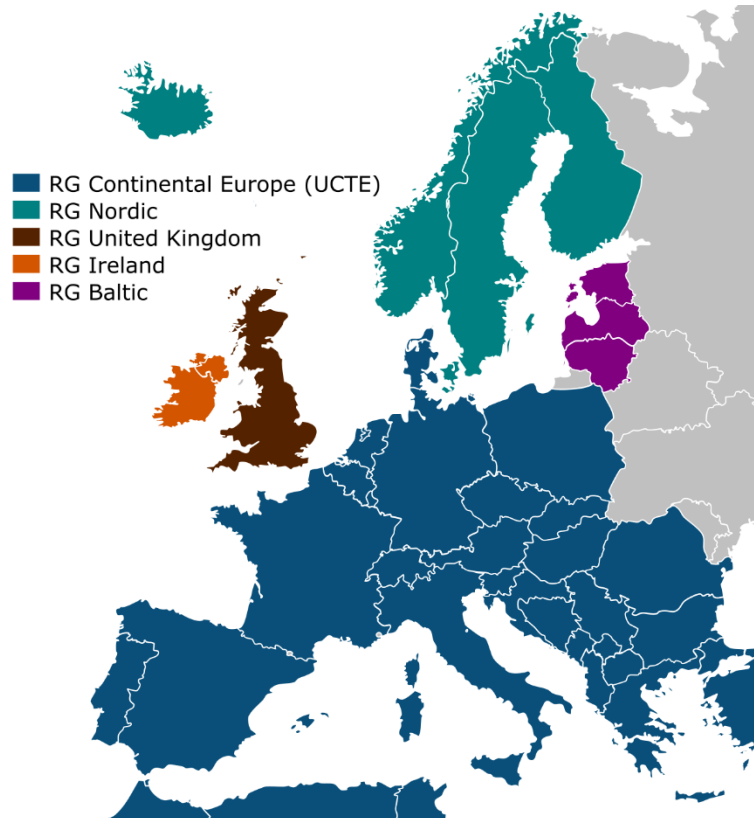 RG Continental Europe (UCTE)
RG Nordic
RG United Kingdom
RG Ireland
RG Baltic